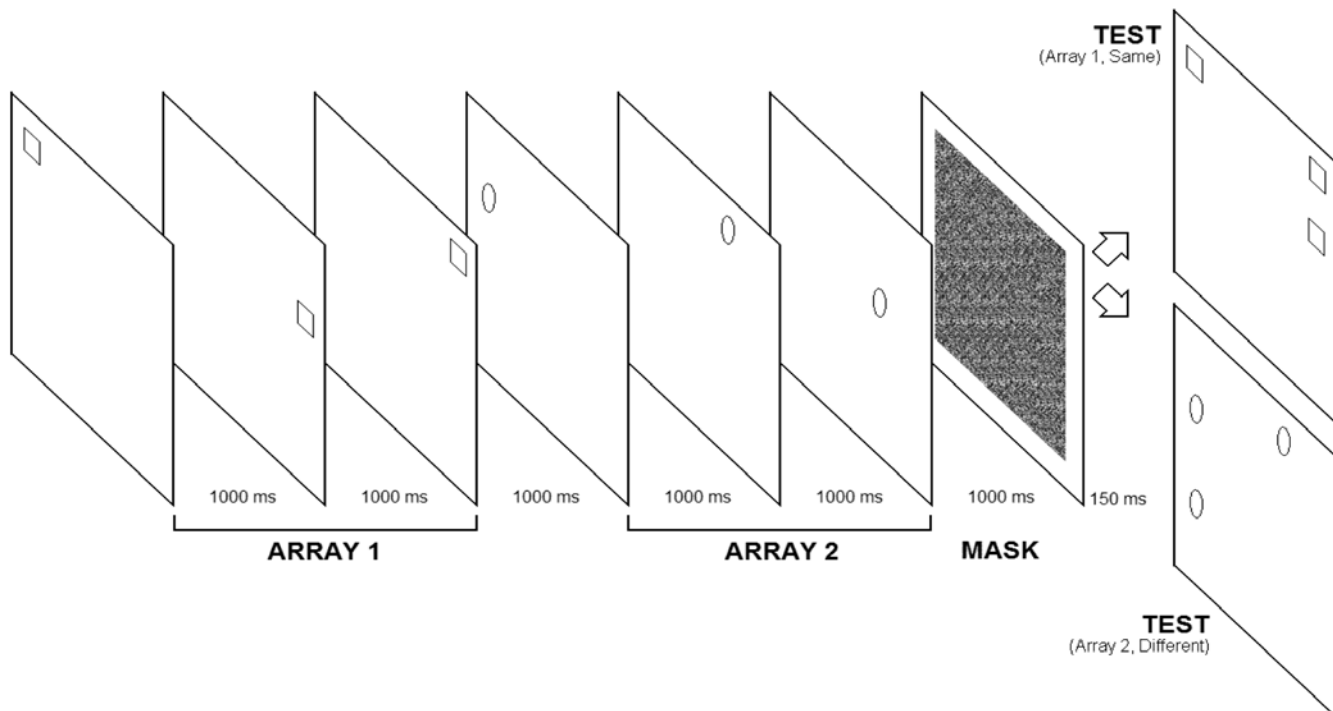 TEST
(Array 1, Same)
1000 ms
1000 ms
1000 ms
1000 ms
1000 ms
1000 ms
150 ms
ARRAY 1
ARRAY 2
MASK
TEST
(Array 2, Different)